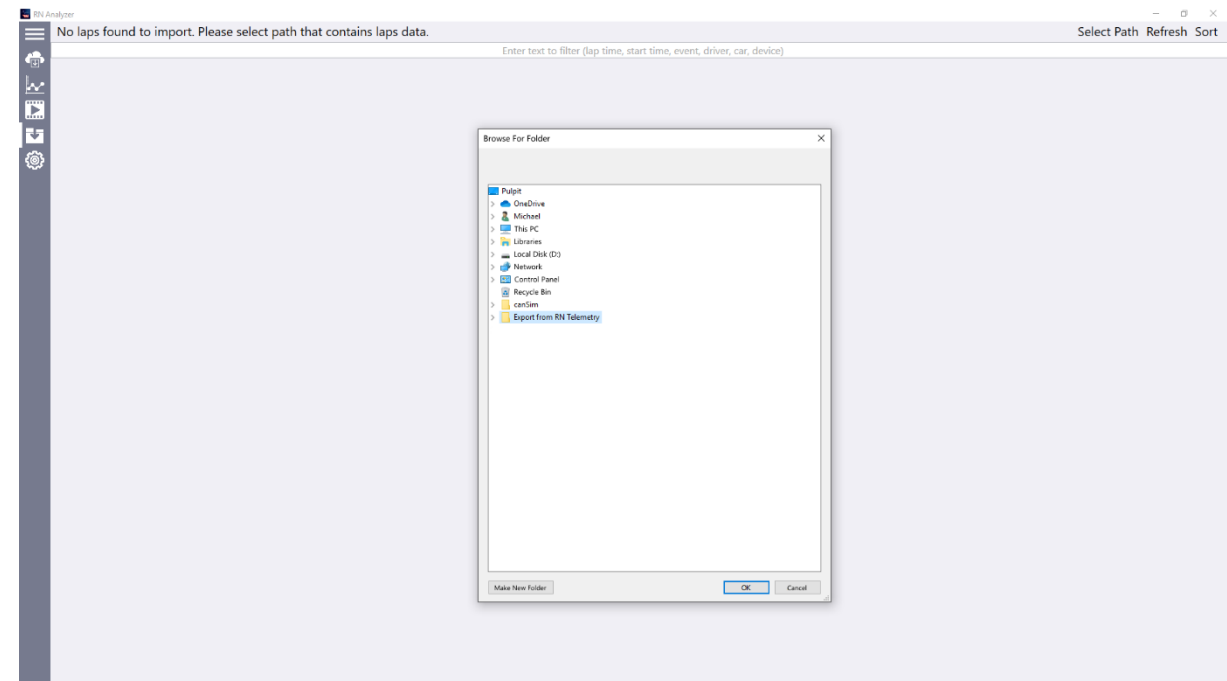 RN Analyzer
No laps found to import. Please select path that contains laps data.
Select Path Refresh Sort
Enter text to filter (lap time, start time, event, driver, car, device)
Browse For Folder
Pulpit
OneDrive
Michael
This PC
Libraries
Local Disk (D:)
Network
Control Panel
Recycle Bin
canSim
Export from RN Telemetry
Make New Folder
OK
Cancel